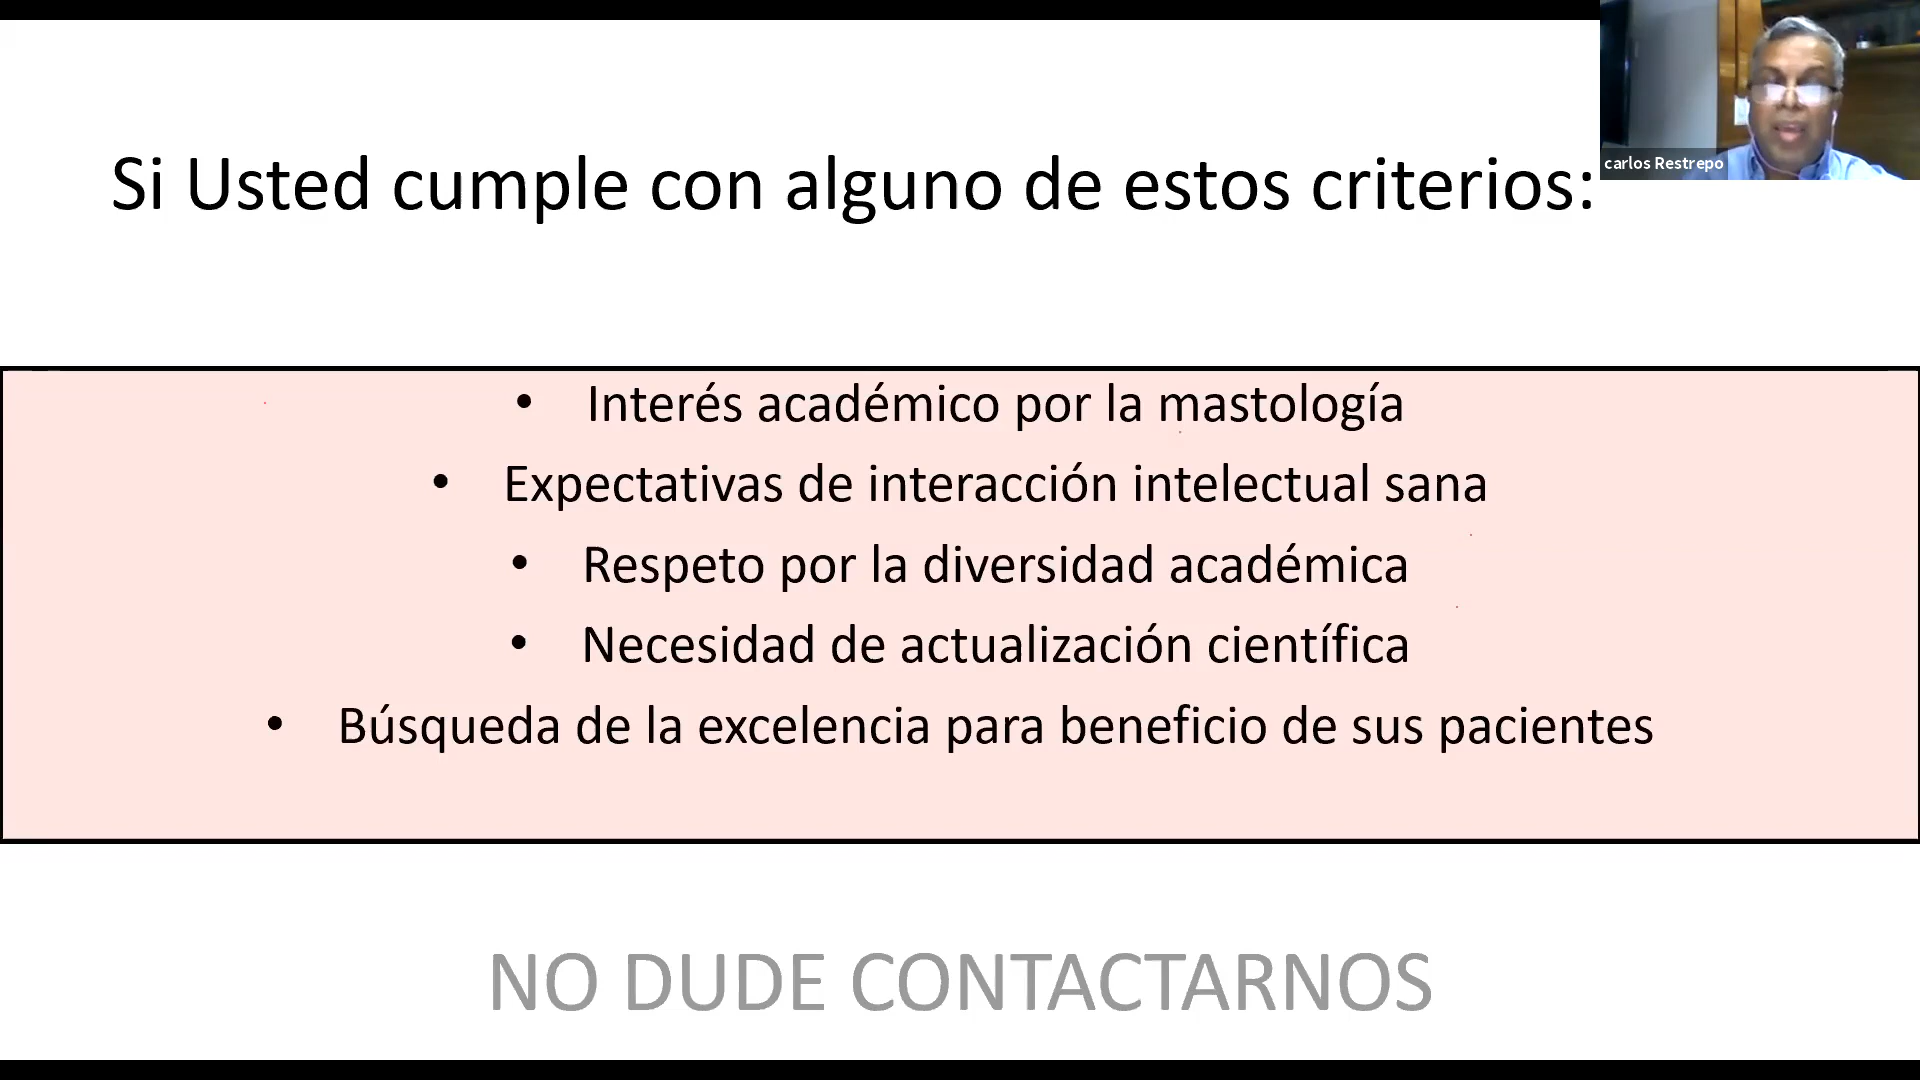 carlos Restrepo
Si Usted cumple con alguno de estos criterios:
• Interés académico por la mastología
• Expectativas de interacción intelectual sana
• Respeto por la diversidad académica
• Necesidad de actualización científica
• Búsqueda de la excelencia para beneficio de sus pacientes
NO DUDE CONTACTARNOS